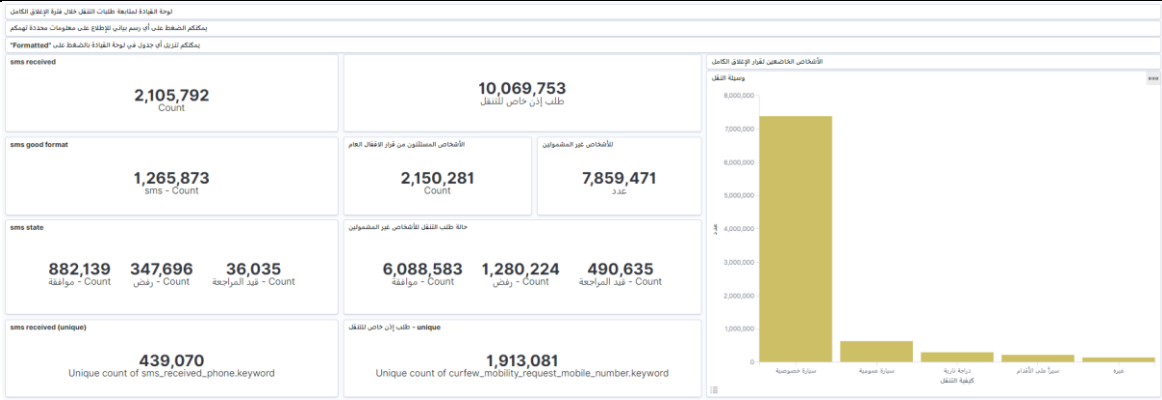 لوحة القيادة لمتابعة طلبات التنقل خلال فترة الإغلاق الكامل
يمكنكم الضغط على أي رسم بياني للإطلاع على معلومات محددة تهمكم
يمكنكم تنزيل أي جدول في لوحة القيادة بالضغط على "Formatted"
sms received
2,105,792
Count
10,069,753
طلب إذن خاص للتنقل
sms good format
1,265,873
sms - Count
الأشخاص المستثنون من قرار الاقفال العام
2,150,281
Count
للأشخاص غير المشمولين
7,859,471
عدد
sms state
882,139 347,696 36,035
موافقة - Count رفض - Count قيد المراجعة - Count
حالة طلب التنقل للأشخاص غير المشمولين
6,088,583 1,280,224 490,635
موافقة - Count رفض - Count قيد المراجعة - Count
sms received (unique)
439,070
Unique count of sms_received_phone.keyword
طلب إذن خاص للتنقل - unique
1,913,081
Unique count of curfew_mobility_request_mobile_number.keyword
الأشخاص الخاضعين لقرار الإغلاق الكامل
وسيلة النقل
8,000,000
7,000,000
6,000,000
5,000,000
4,000,000
3,000,000
2,000,000
1,000,000
0
عدد
سيارة خصوصية سيارة عمومية دراجة نارية سيراً على الأقدام غيره
كيفية التنقل